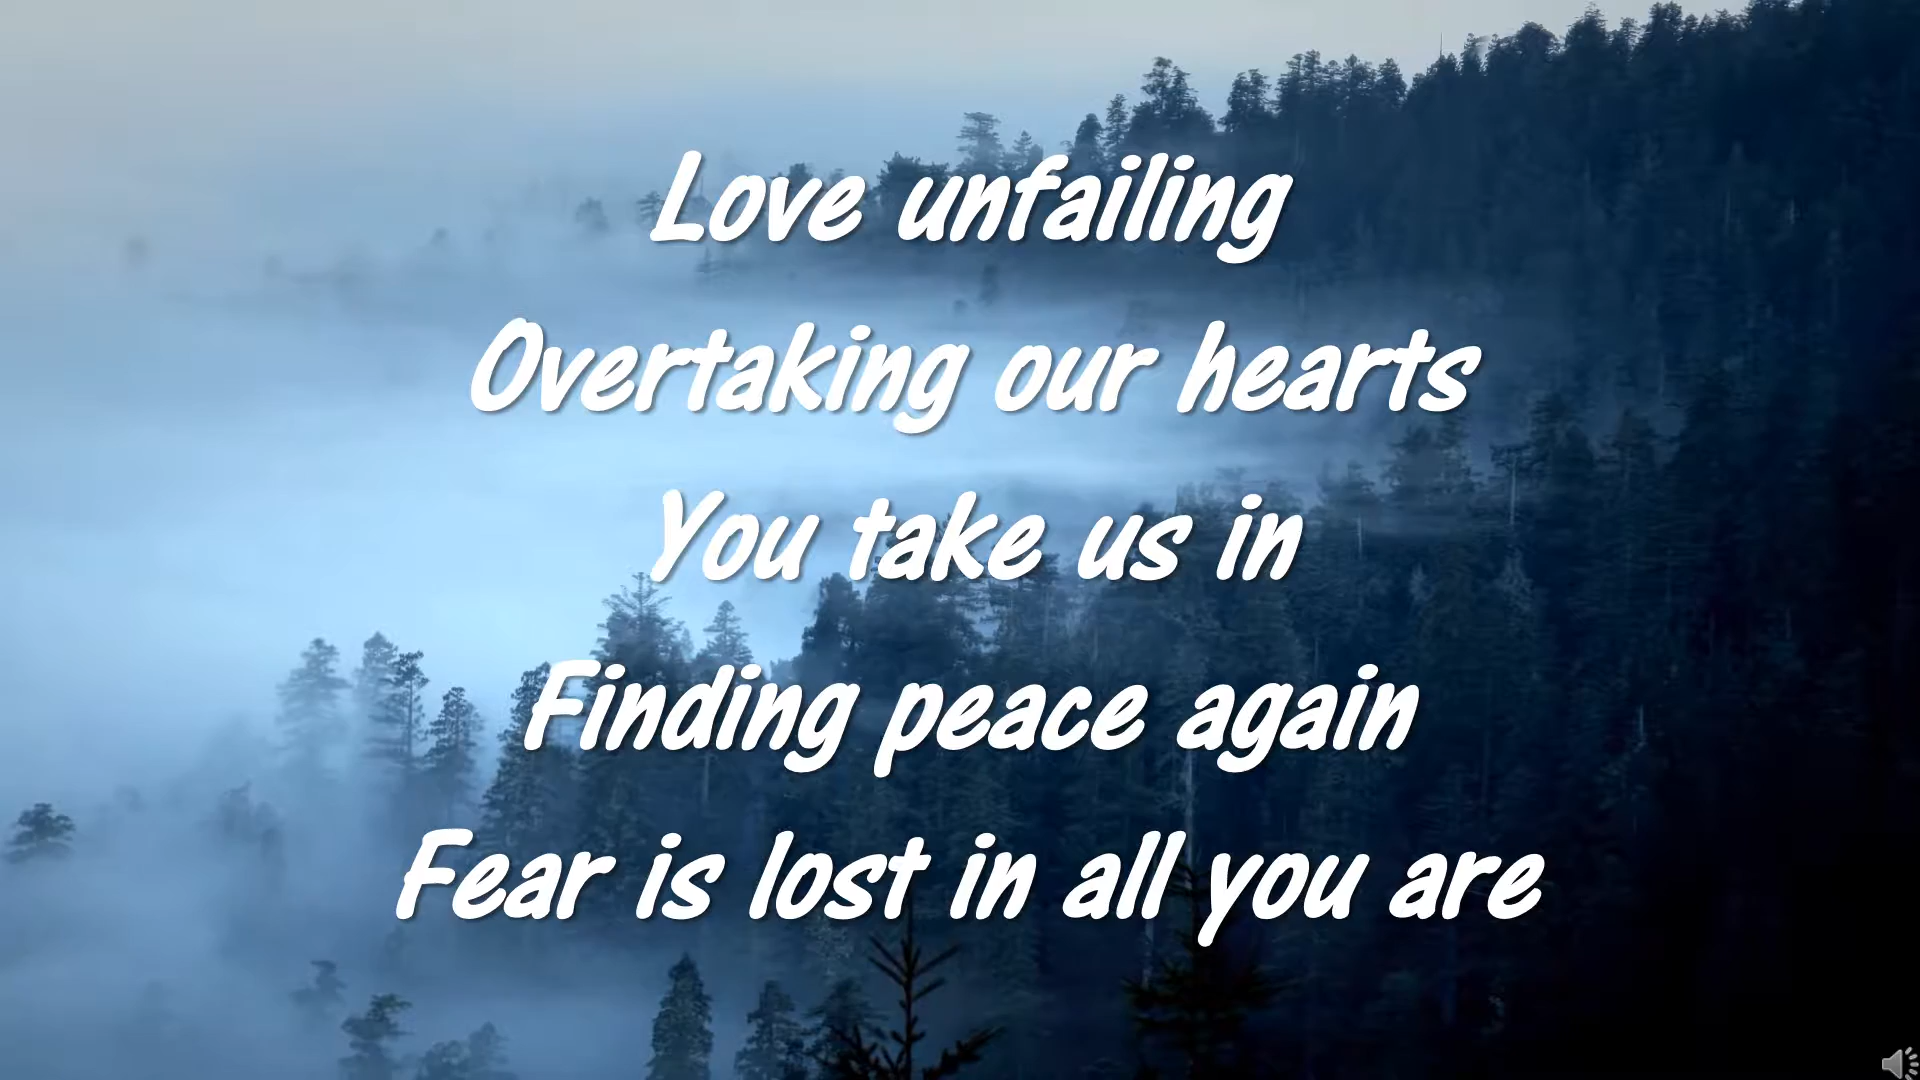 Love unfailing
Overtaking our hearts
You take us in
Finding peace again
Fear is lost in all you are